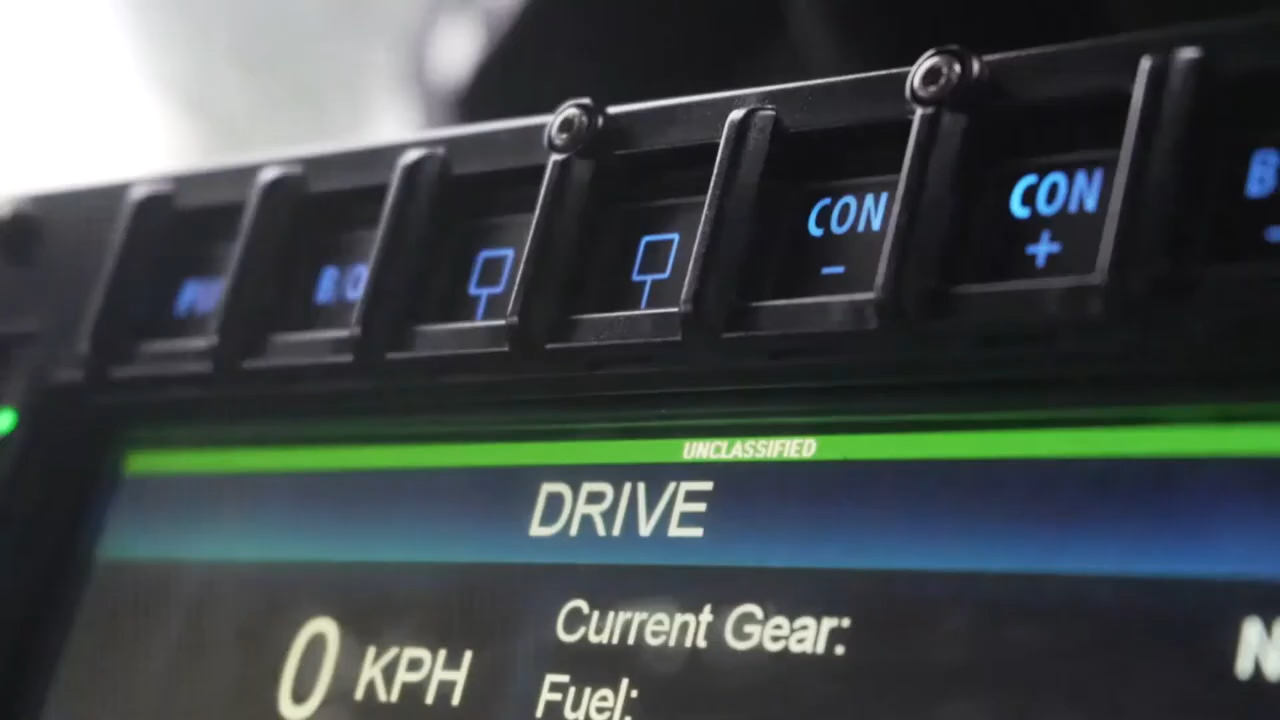 CON
-
CON
+
UNCLASSIFIED
DRIVE
Current Gear:
0 KPH
Fuel: